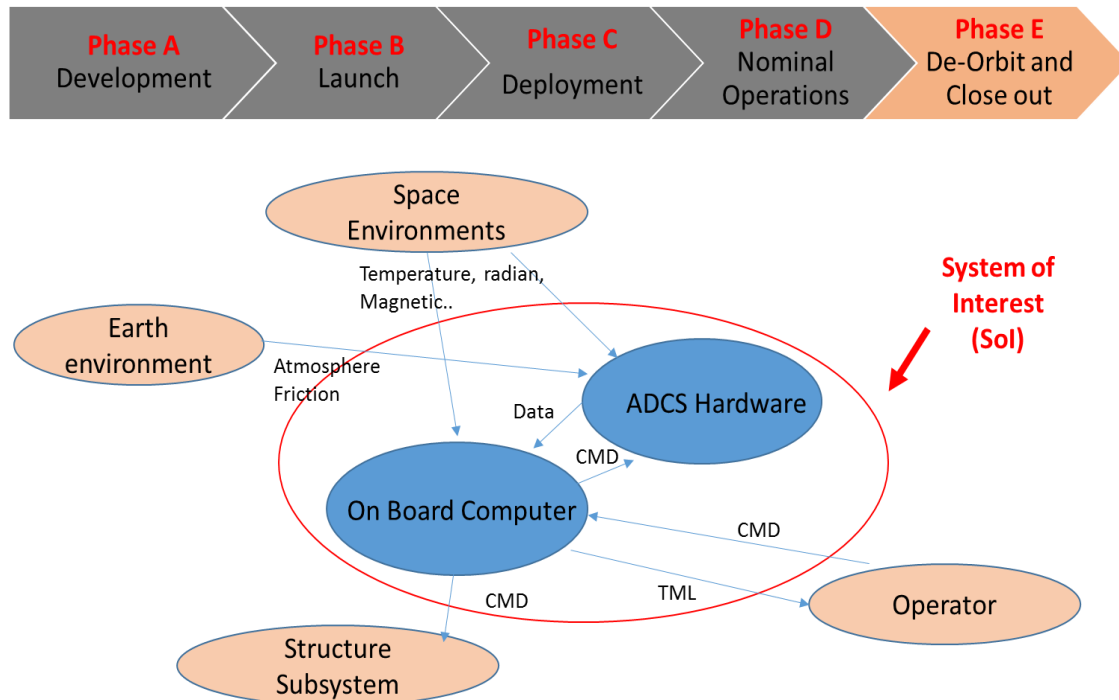 Phase A
Development
Phase B
Launch
Phase C
Deployment
Phase D
Nominal
Operations
Phase E
De-Orbit and
Close out
Space
Environments
Temperature, radian,
Magnetic..
System of
Interest
(SoI)
Earth
environment
Atmosphere
Friction
ADCS Hardware
Data
CMD
On Board Computer
CMD
TML
CMD
Operator
Structure
Subsystem